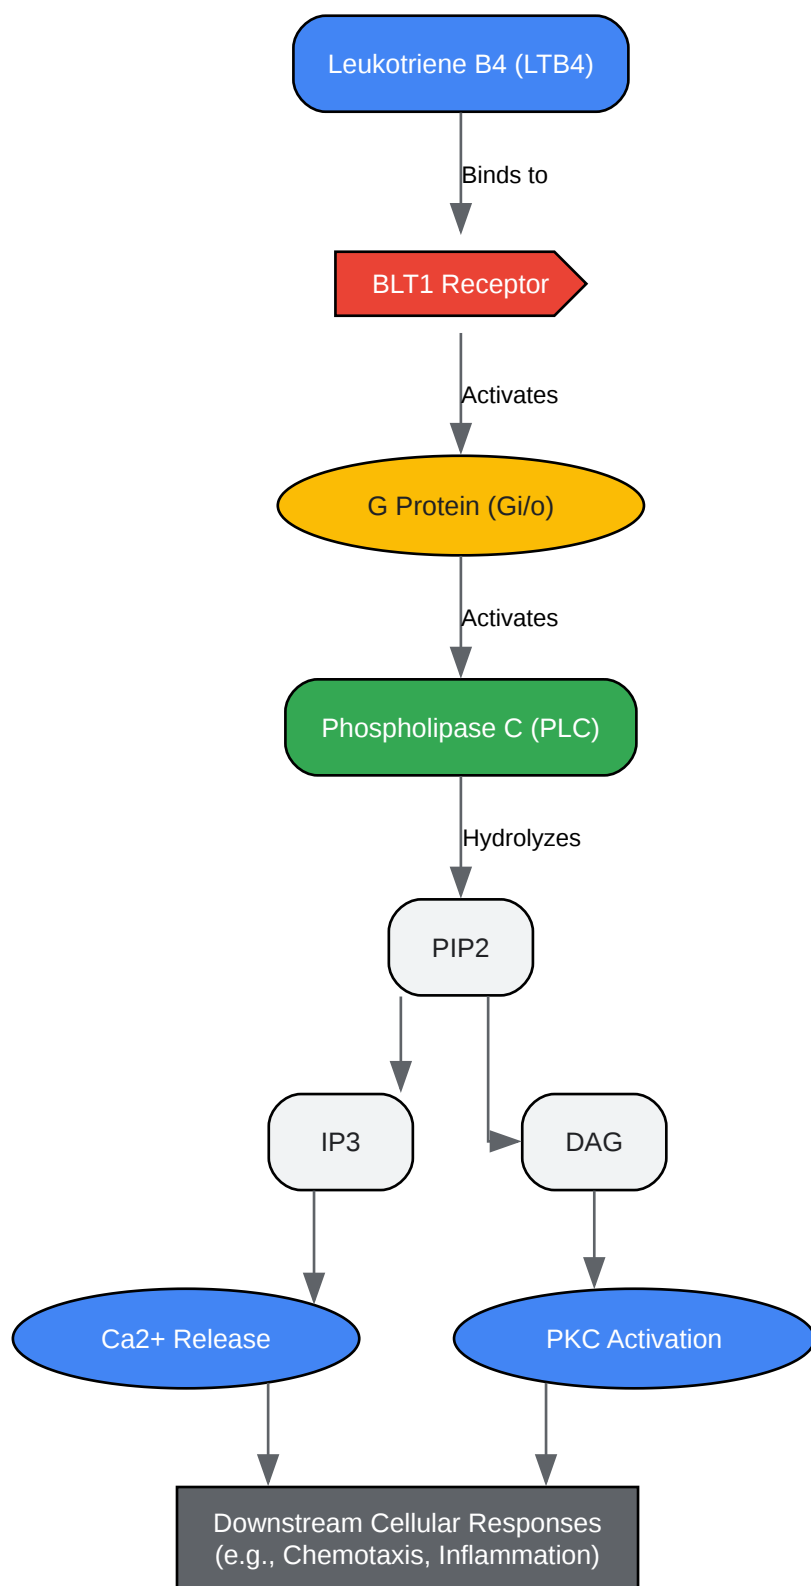 Leukotriene B4 (LTB4)
Binds to
BLT1 Receptor
Activates
G Protein (Gi/o)
Activates
Phospholipase C (PLC)
Hydrolyzes
PIP2
IP3
DAG
Ca2+ Release
PKC Activation
Downstream Cellular Responses
(e.g., Chemotaxis, Inflammation)